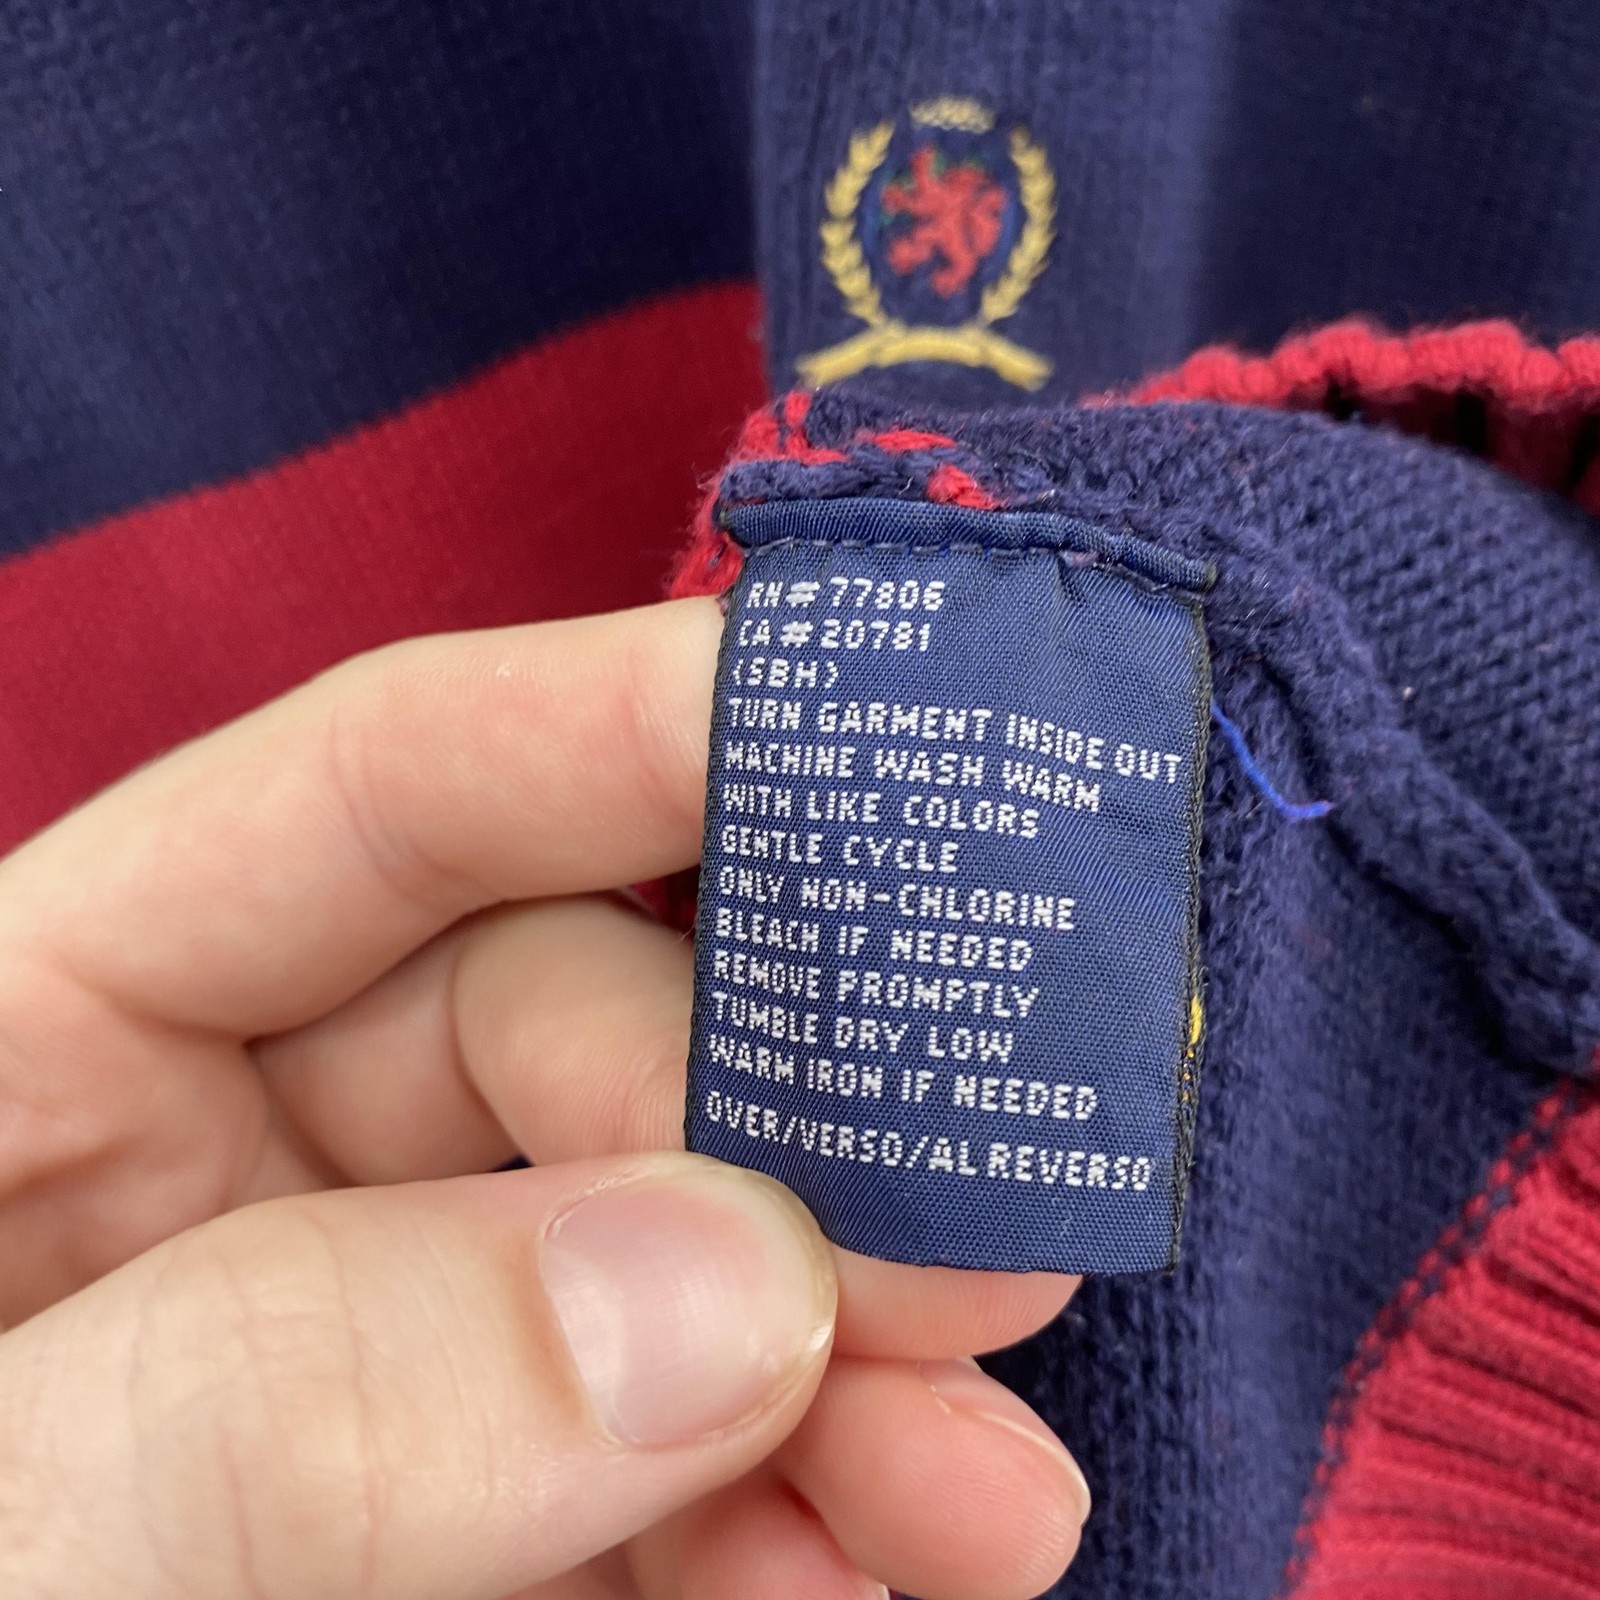 RN# 77806
CA # 20781
(SBH)
TURN GARMENT INSIDE OUT
MACHINE WASH WARM
WITH LIKE COLORS
GENTLE CYCLE
ONLY NON-CHLORINE
BLEACH IF NEEDED
REMOVE PROMPTLY
TUMBLE DRY LOW
WARM IRON IF NEEDED
OVER/VERSO/AL REVERSO